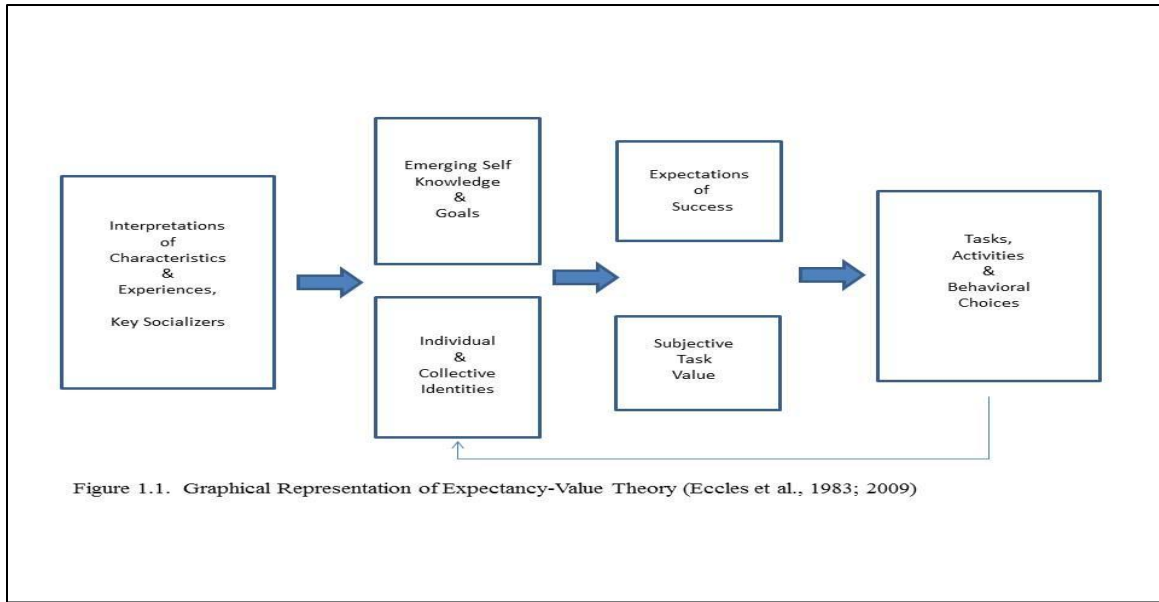 Interpretations
of
Characteristics
&
Experiences,
Key Socializers
Emerging Self
Knowledge
&
Goals
Individual
&
Collective
Identities
Expectations
of
Success
Subjective
Task
Value
Tasks,
Activities
&
Behavioral
Choices
Figure 1.1. Graphical Representation of Expectancy-Value Theory (Eccles et al., 1983; 2009)